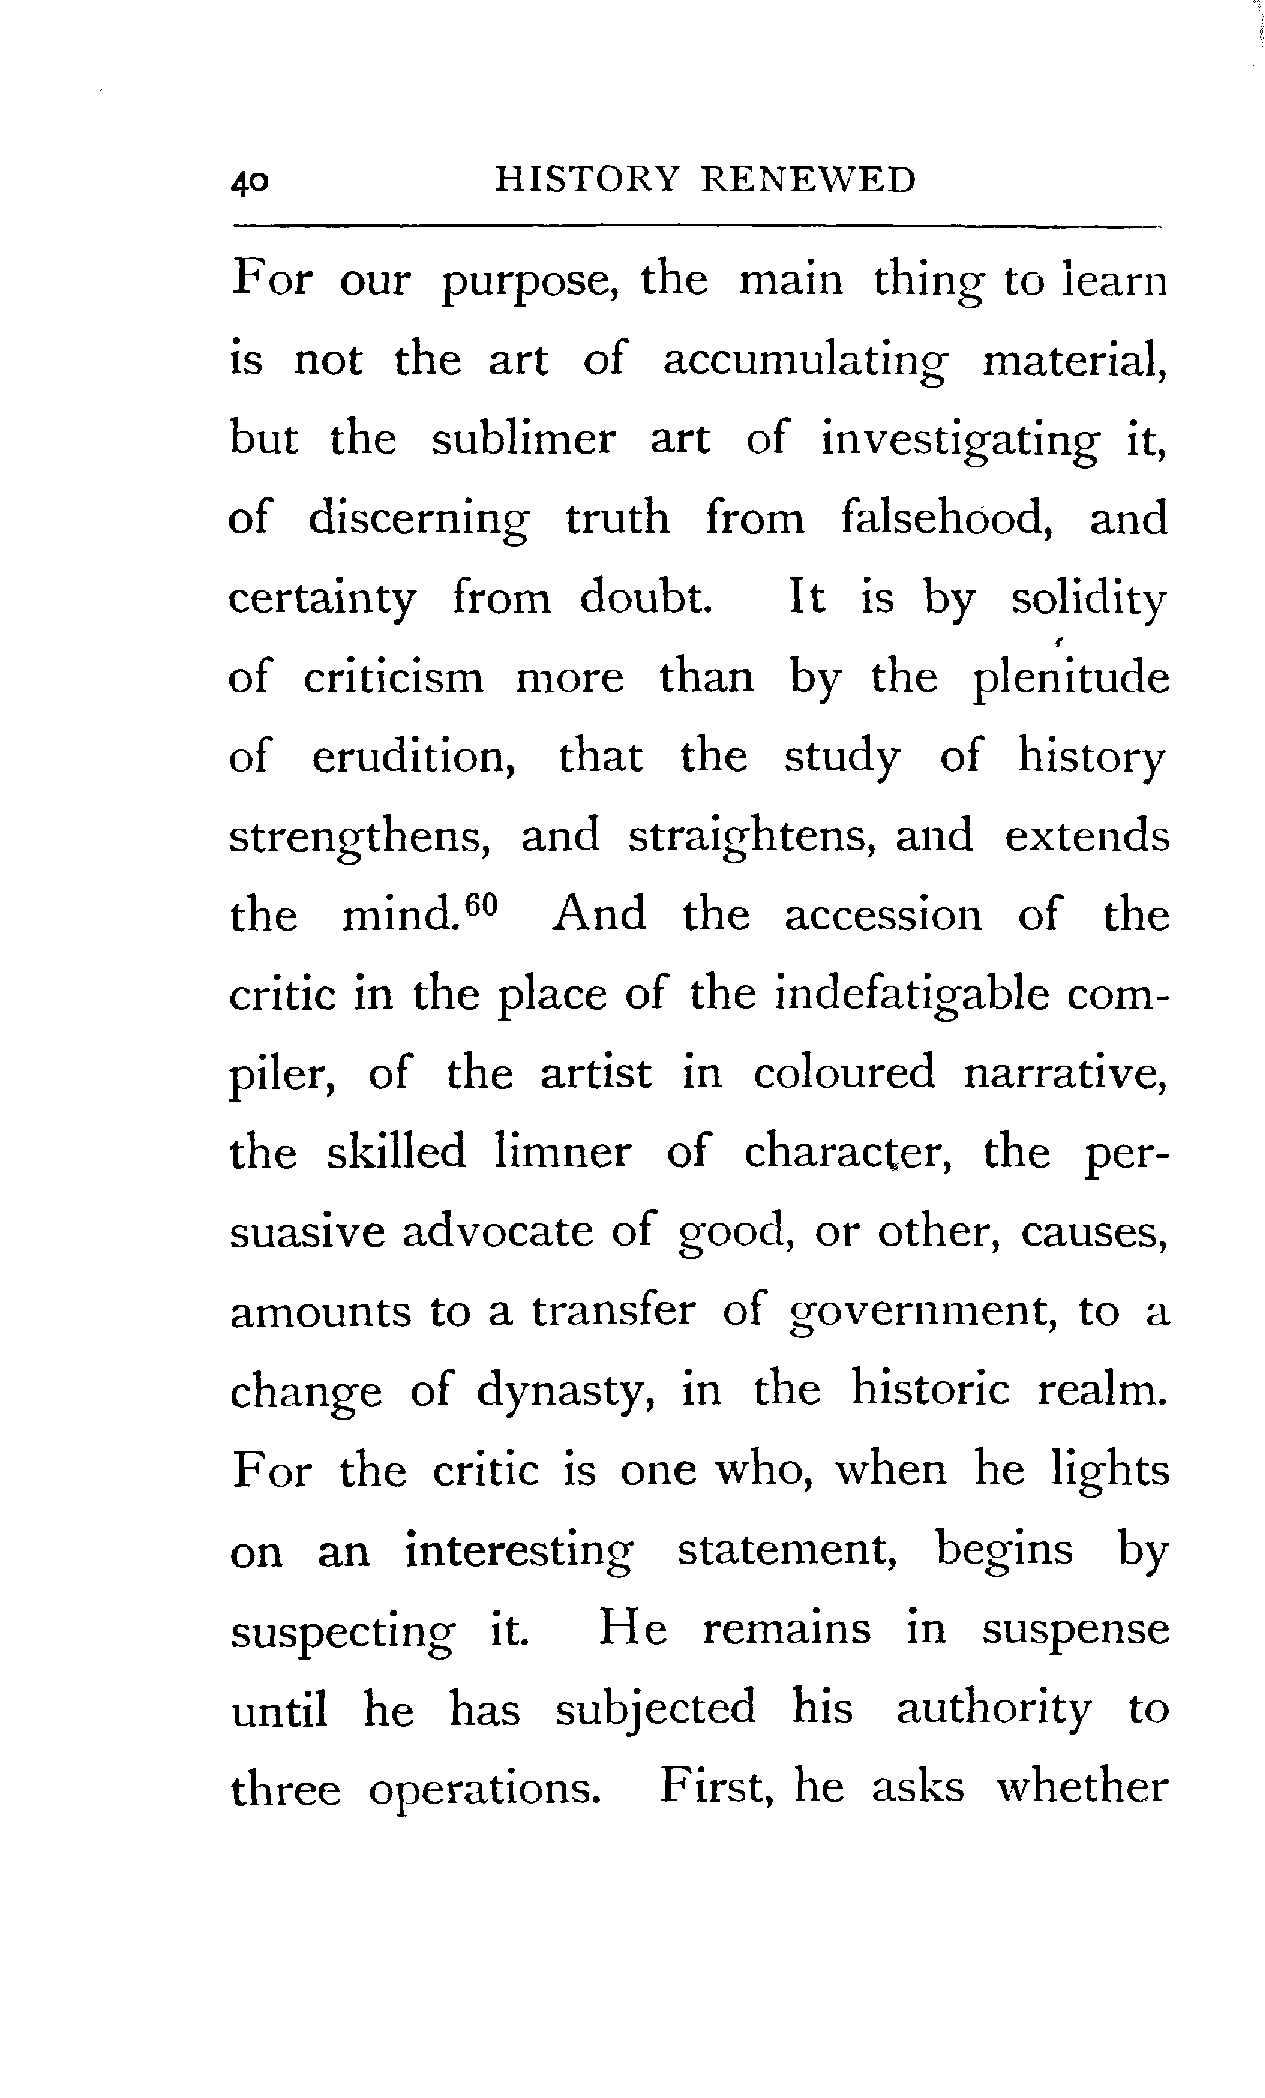 40 HISTORY RENEWED
For our purpose, the main thing to learn
is not the art of accumulating material,
but the sublimer art of investigating it,
of discerning truth from falsehood, and
certainty from doubt. It is by solidity
of criticism more than by the plenitude
of erudition, that the study of history
strengthens, and straightens, and extends
the mind.⁶⁰ And the accession of the
critic in the place of the indefatigable com-
piler, of the artist in coloured narrative,
the skilled limner of character, the per-
suasive advocate of good, or other, causes,
amounts to a transfer of government, to a
change of dynasty, in the historic realm.
For the critic is one who, when he lights
on an interesting statement, begins by
suspecting it. He remains in suspense
until he has subjected his authority to
three operations. First, he asks whether